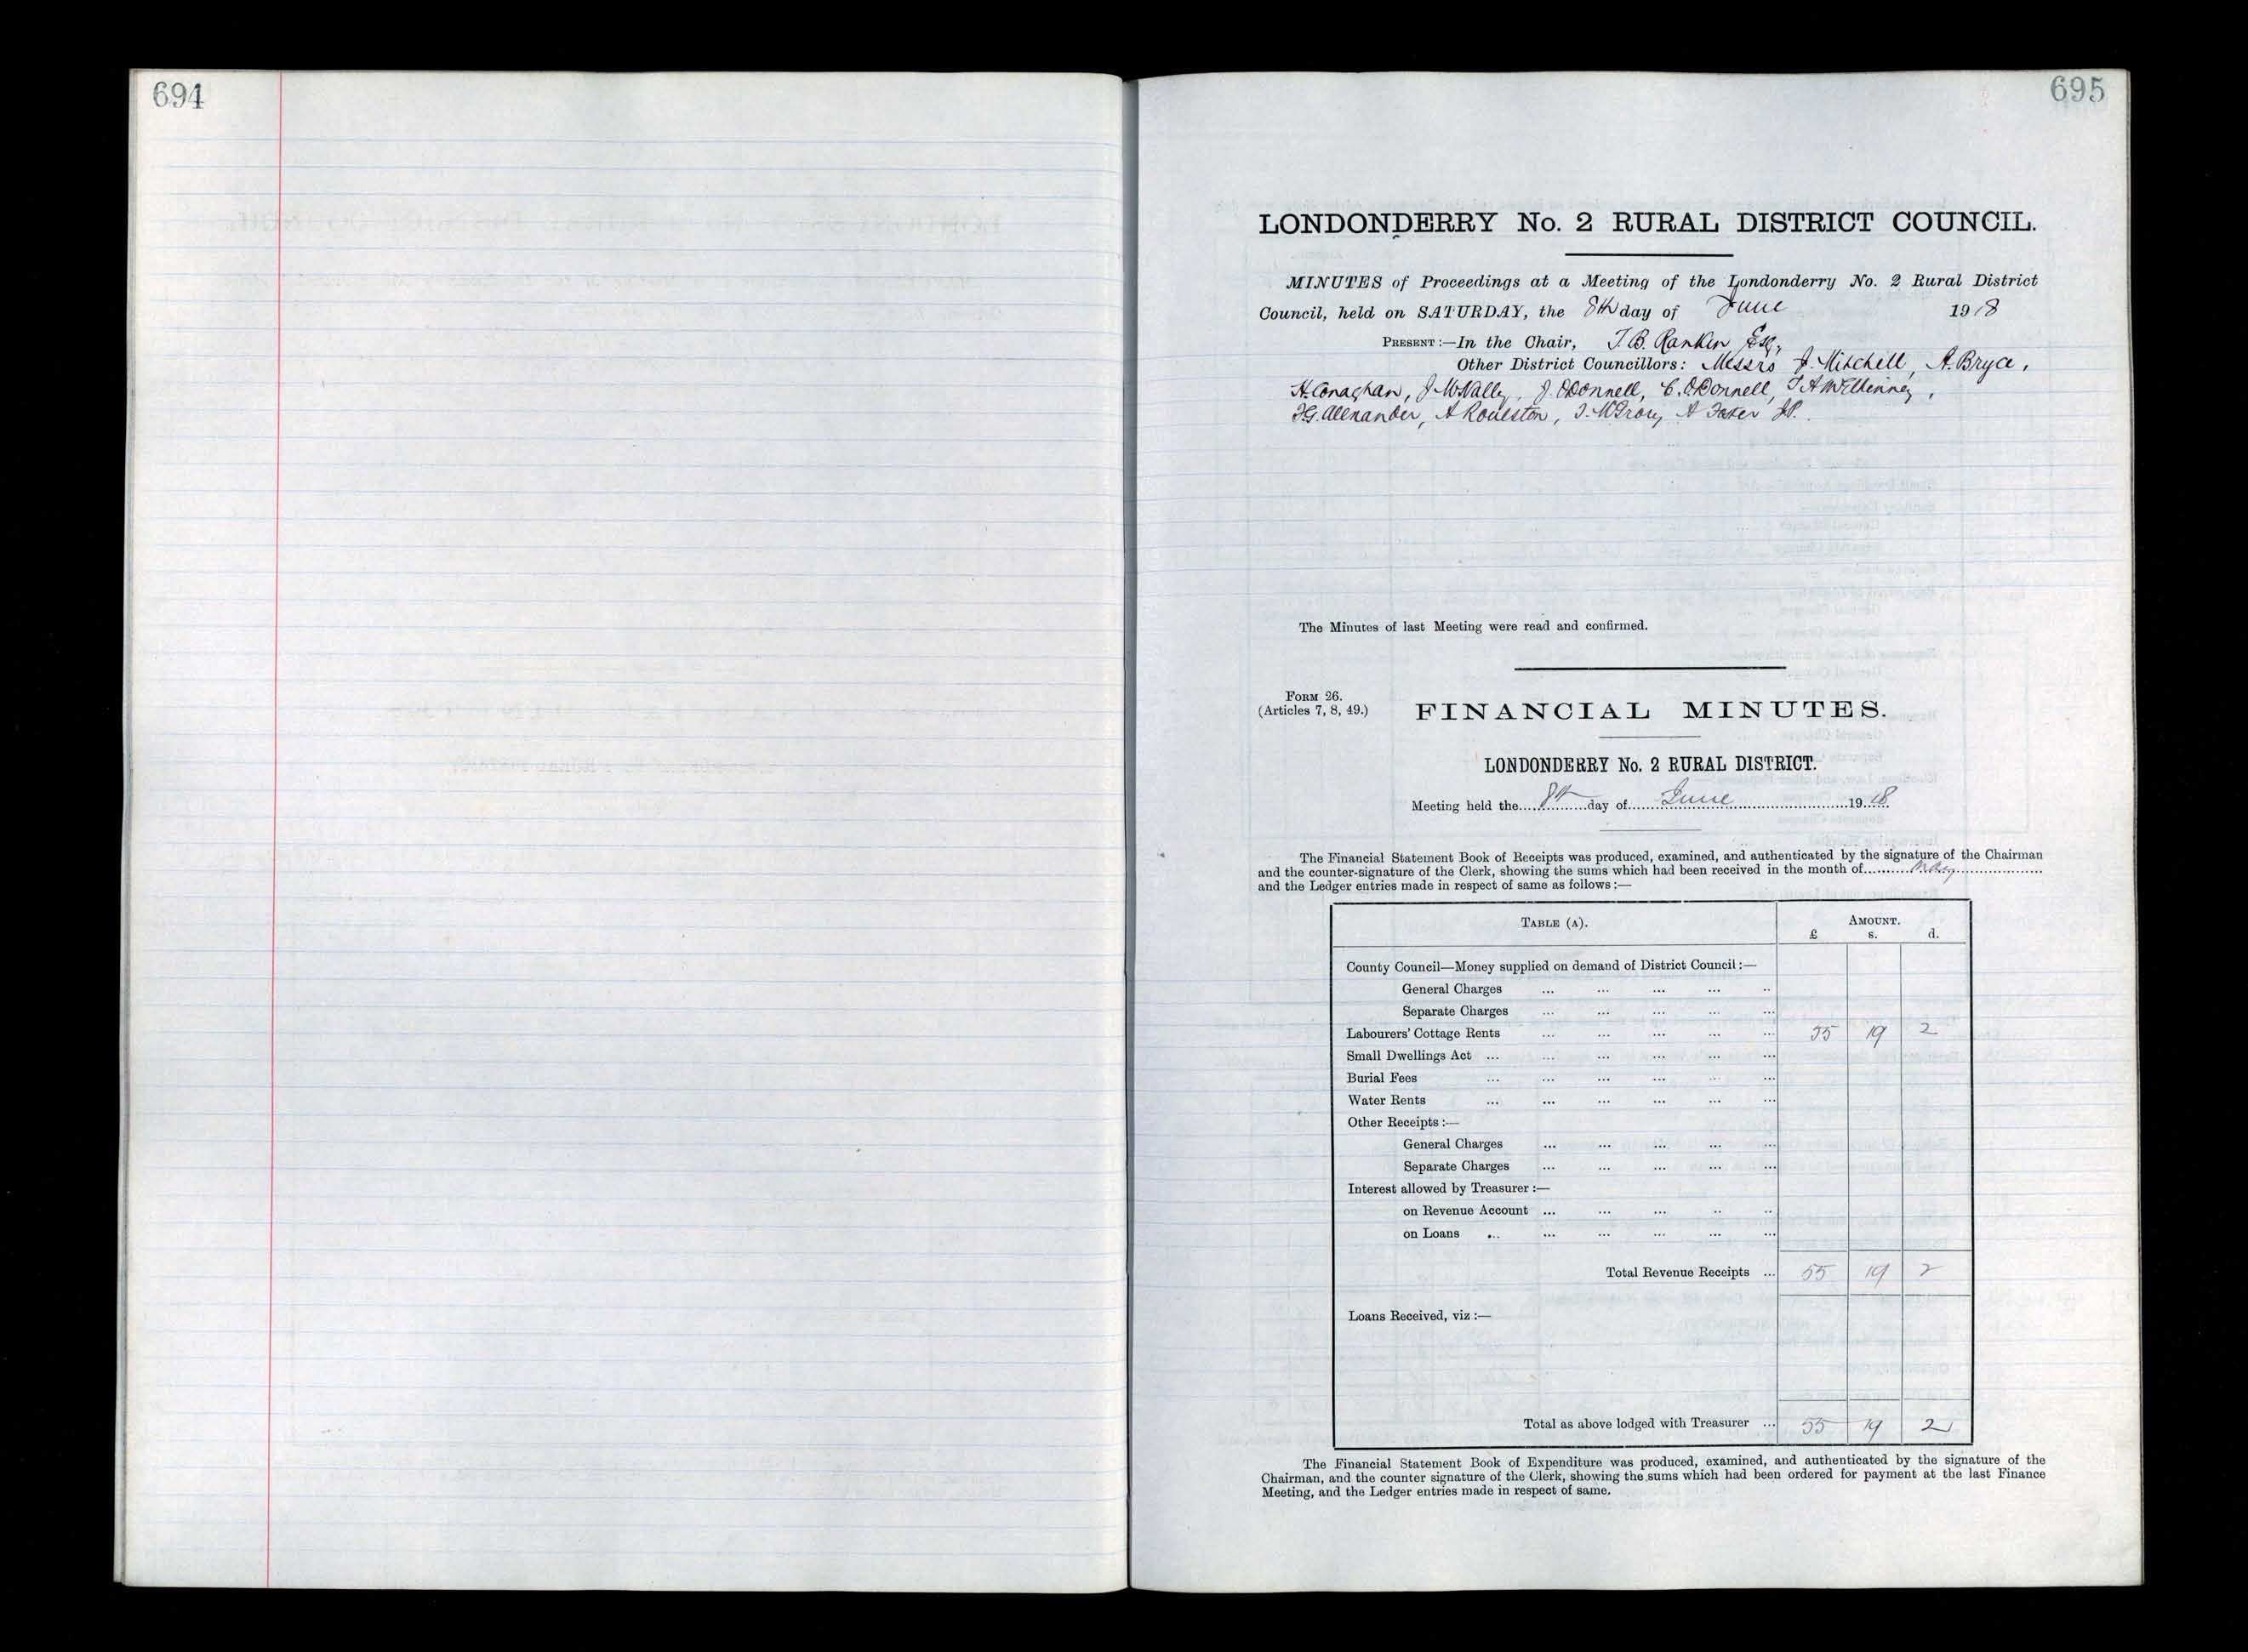 694
695
LONDONDERRY No. 2 RURAL DISTRICT COUNCIL.
MINUTES of Proceedings at a Meeting of the Londonderry No. 2 Rural District
Council, held on SATURDAY, the 8th day of June 1918
PRESENT:—In the Chair, T. B. Rankin Esq,
Other District Councillors: Messrs J. Mitchell, A. Bryce,
H. Conaghan, J McNally, J. O'Donnell, C. O'Donnell, T A McElhinney,
T.G. Alexander, A Roulston, J. McGrory A JP.
The Minutes of last Meeting were read and confirmed.
FORM 26.
(Articles 7, 8, 49.)
FINANCIAL MINUTES.
LONDONDERRY No. 2 RURAL DISTRICT.
Meeting held the 8th day of June 1918
The Financial Statement Book of Receipts was produced, examined, and authenticated by the signature of the Chairman
and the counter-signature of the Clerk, showing the sums which had been received in the month of May
and the Ledger entries made in respect of same as follows:—
TABLE (A). AMOUNT.
£ s. d.
County Council—Money supplied on demand of District Council:—
General Charges ... ... ... ... ..
Separate Charges ... ... ... ... ...
Labourers' Cottage Rents ... ... ... ... ... 55 19 2
Small Dwellings Act ... ... ... ... ... ...
Burial Fees ... ... ... ... ... ...
Water Rents ... ... ... ... ... ...
Other Receipts:—
General Charges ... ... ... ... ...
Separate Charges ... ... ... ... ...
Interest allowed by Treasurer:—
on Revenue Account ... ... ... .. ..
on Loans ... ... ... ... ... ...
Total Revenue Receipts ... 55 19 2
Loans Received, viz:—
Total as above lodged with Treasurer ... 55 19 2
The Financial Statement Book of Expenditure was produced, examined, and authenticated by the signature of the
Chairman, and the counter signature of the Clerk, showing the sums which had been ordered for payment at the last Finance
Meeting, and the Ledger entries made in respect of same.